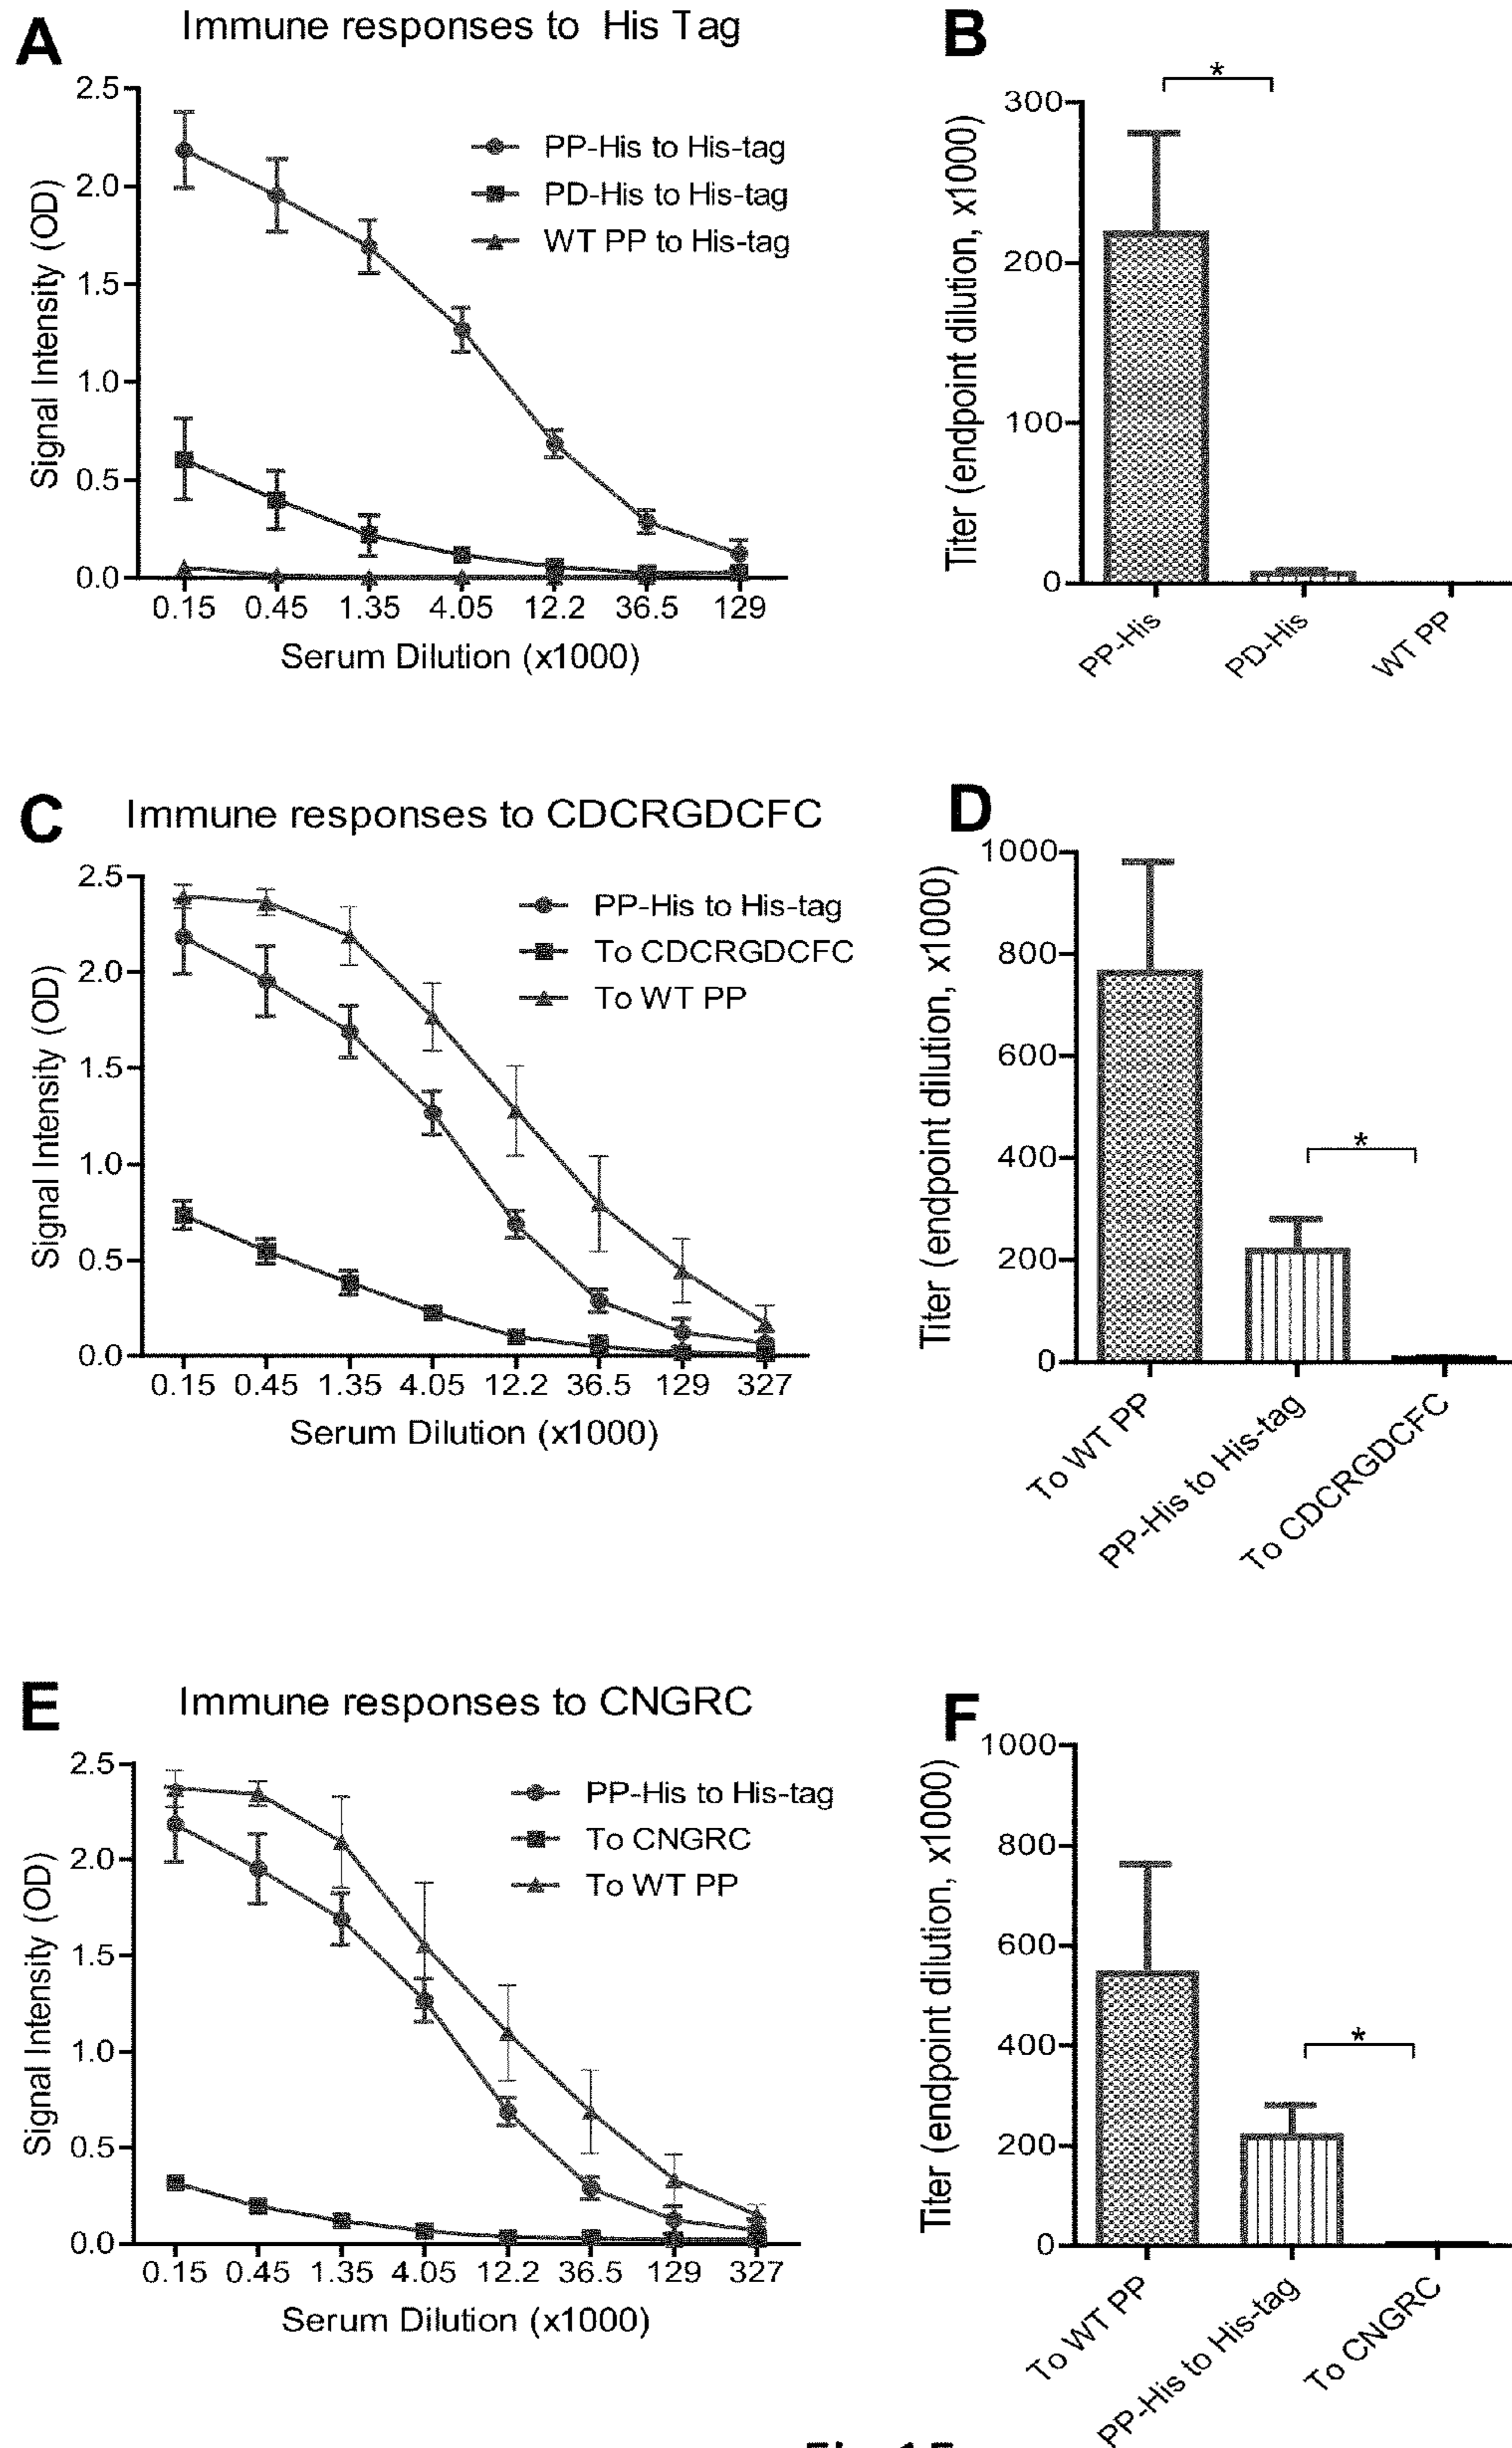 A
Immune responses to His Tag
2.5
2.0
1.5
1.0
0.5
0.0
Signal Intensity (OD)
PP-His to His-tag
PD-His to His-tag
WT PP to His-tag
0.15 0.45 1.35 4.05 12.2 36.5 129
Serum Dilution (x1000)
B
*
300
200
100
0
Titer (endpoint dilution, x1000)
PP-His
PD-His
WT PP
C
Immune responses to CDCRGDCFC
2.5
2.0
1.5
1.0
0.5
0.0
Signal Intensity (OD)
PP-His to His-tag
To CDCRGDCFC
To WT PP
0.15 0.45 1.35 4.05 12.2 36.5 129 327
Serum Dilution (x1000)
D
1000
800
600
400
200
0
Titer (endpoint dilution, x1000)
*
To WT PP
PP-His to His-tag
To CDCRGDCFC
E
Immune responses to CNGRC
2.5
2.0
1.5
1.0
0.5
0.0
Signal Intensity (OD)
PP-His to His-tag
To CNGRC
To WT PP
0.15 0.45 1.35 4.05 12.2 36.5 129 327
Serum Dilution (x1000)
F
1000
800
600
400
200
0
Titer (endpoint dilution, x1000)
*
To WT PP
PP-His to His-tag
To CNGRC